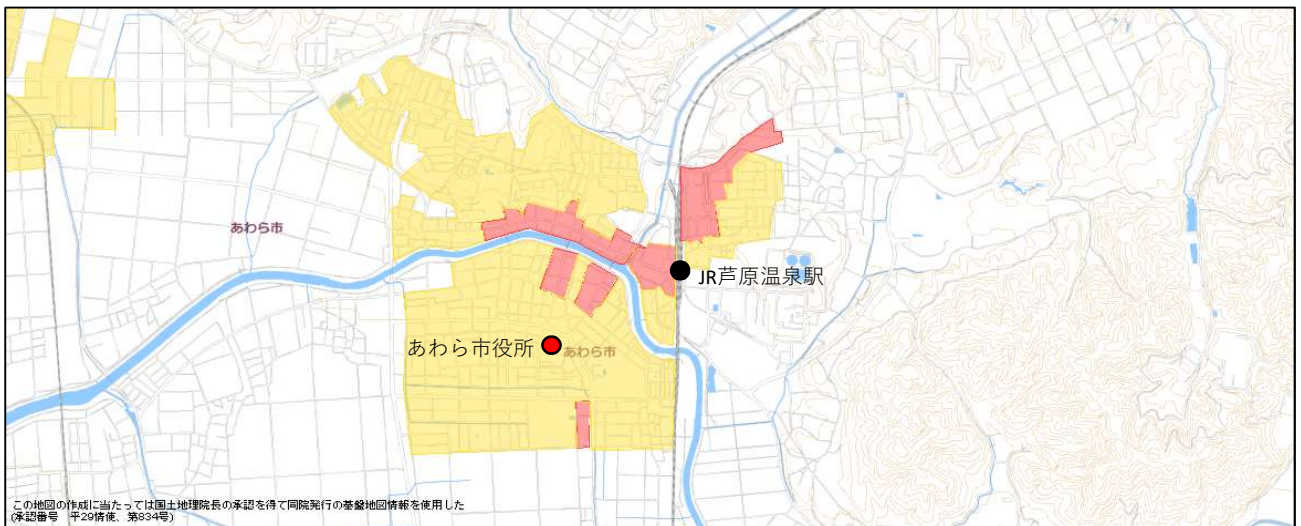 あわら市
JR芦原温泉駅
あわら市役所
あわら市
この地図の作成に当たっては国土地理院長の承認を得て同院発行の基盤地図情報を使用した
(承認番号 平29情使、第834号)